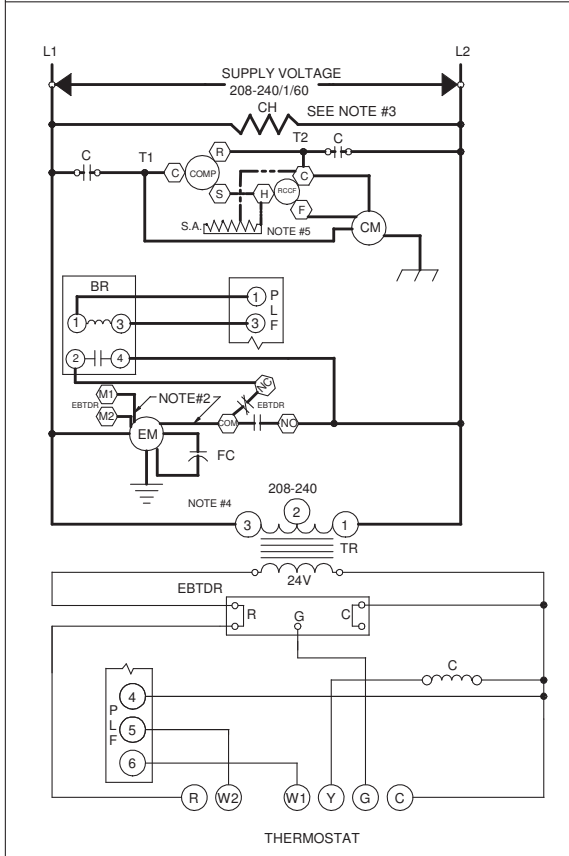 L1 L2
SUPPLY VOLTAGE
208-240/1/60
CH SEE NOTE #3
C T1 R T2 C
C COMP C
S H RCCF
F
S.A. NOTE #5 CM
BR
1 3 1 P
L
3 F
2 4
M1 NOTE#2 NC
EBTDR EBTDR
M2 COM NO
EM
FC
208-240
NOTE #4 3 2 1
TR
24V
EBTDR
R G C
C
4
P
L 5
F
6
R W2 W1 Y G C
THERMOSTAT